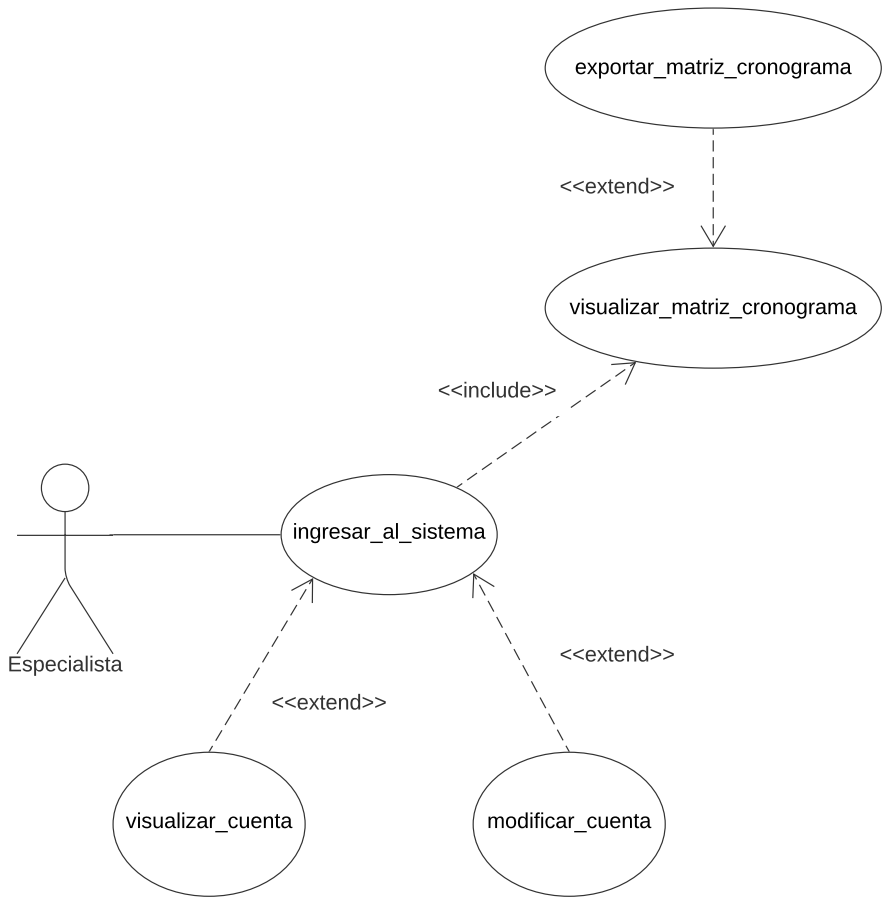 exportar_matriz_cronograma
<<extend>>
visualizar_matriz_cronograma
<<include>>
ingresar_al_sistema
Especialista
<<extend>>
<<extend>>
visualizar_cuenta
modificar_cuenta